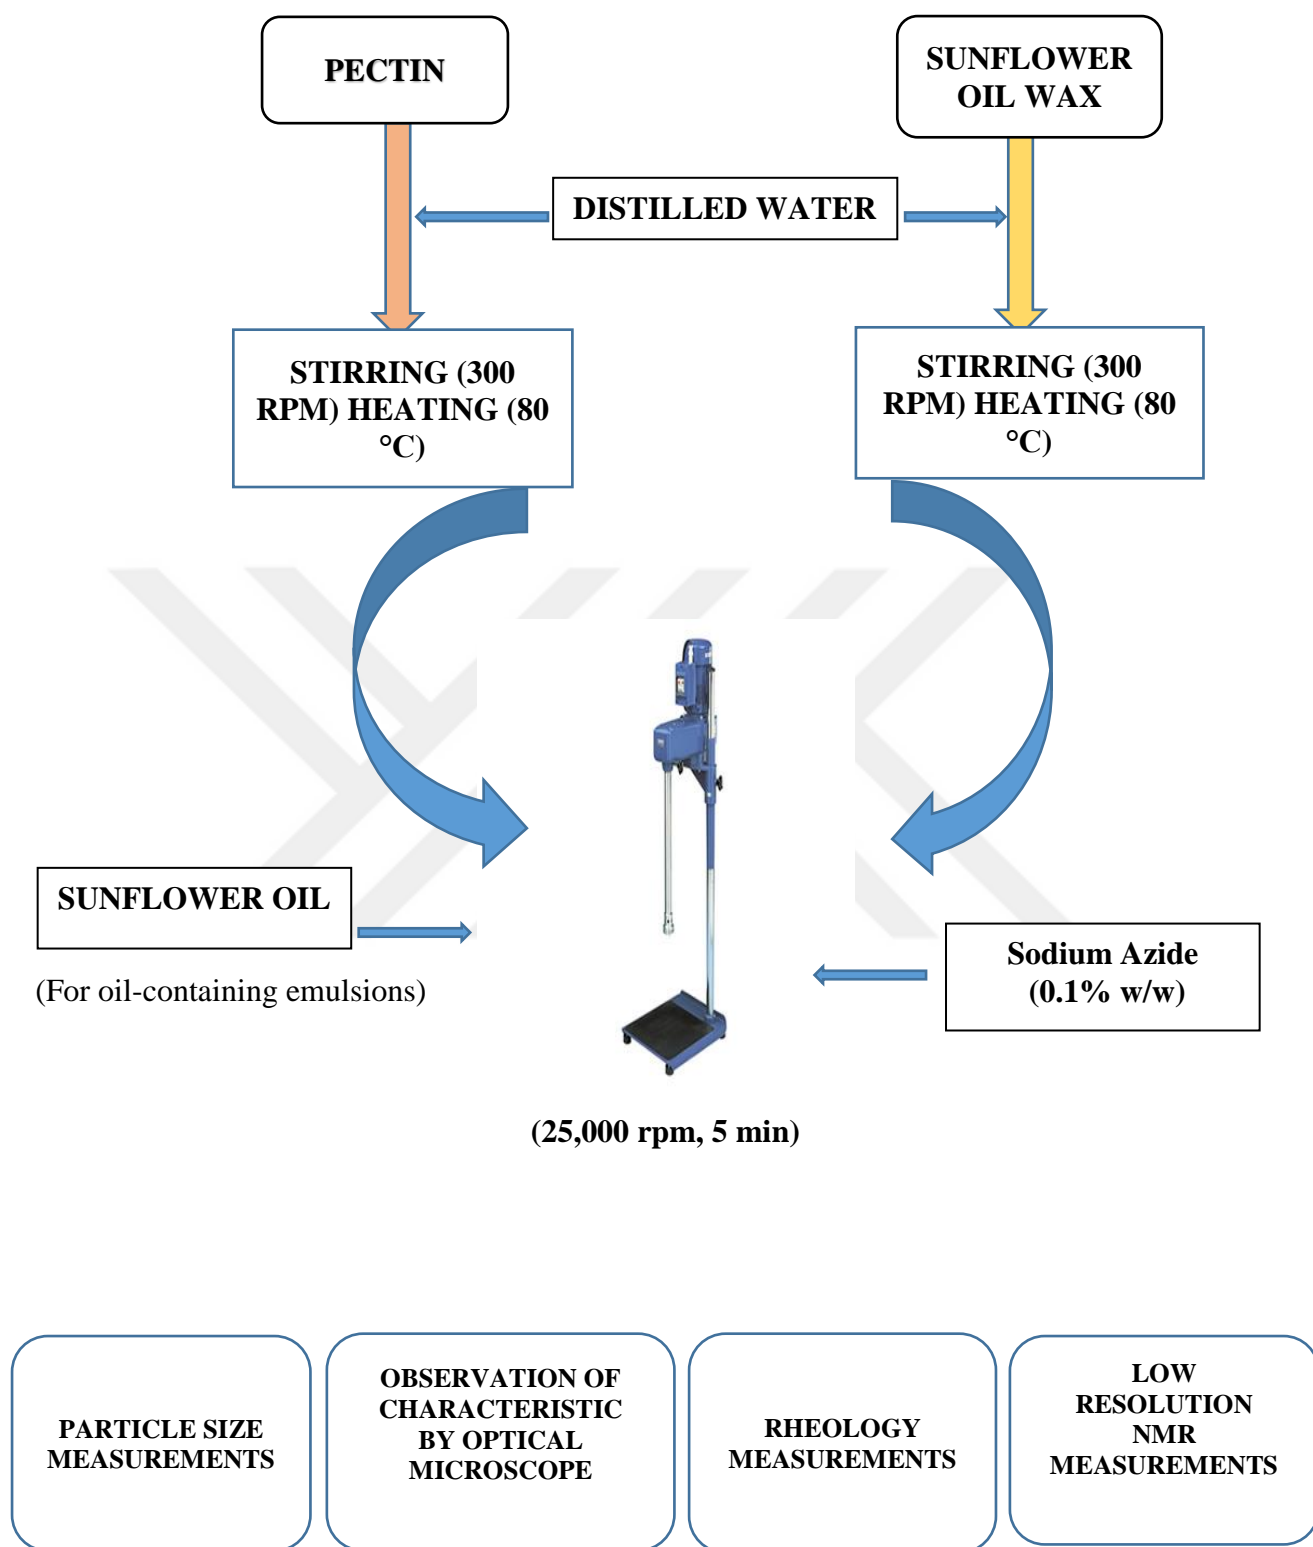 PECTIN
SUNFLOWER
OIL WAX
DISTILLED WATER
STIRRING (300
RPM) HEATING (80
°C)
STIRRING (300
RPM) HEATING (80
°C)
SUNFLOWER OIL
(For oil-containing emulsions)
Sodium Azide
(0.1% w/w)
(25,000 rpm, 5 min)
PARTICLE SIZE
MEASUREMENTS
OBSERVATION OF
CHARACTERISTIC
BY OPTICAL
MICROSCOPE
RHEOLOGY
MEASUREMENTS
LOW
RESOLUTION
NMR
MEASUREMENTS